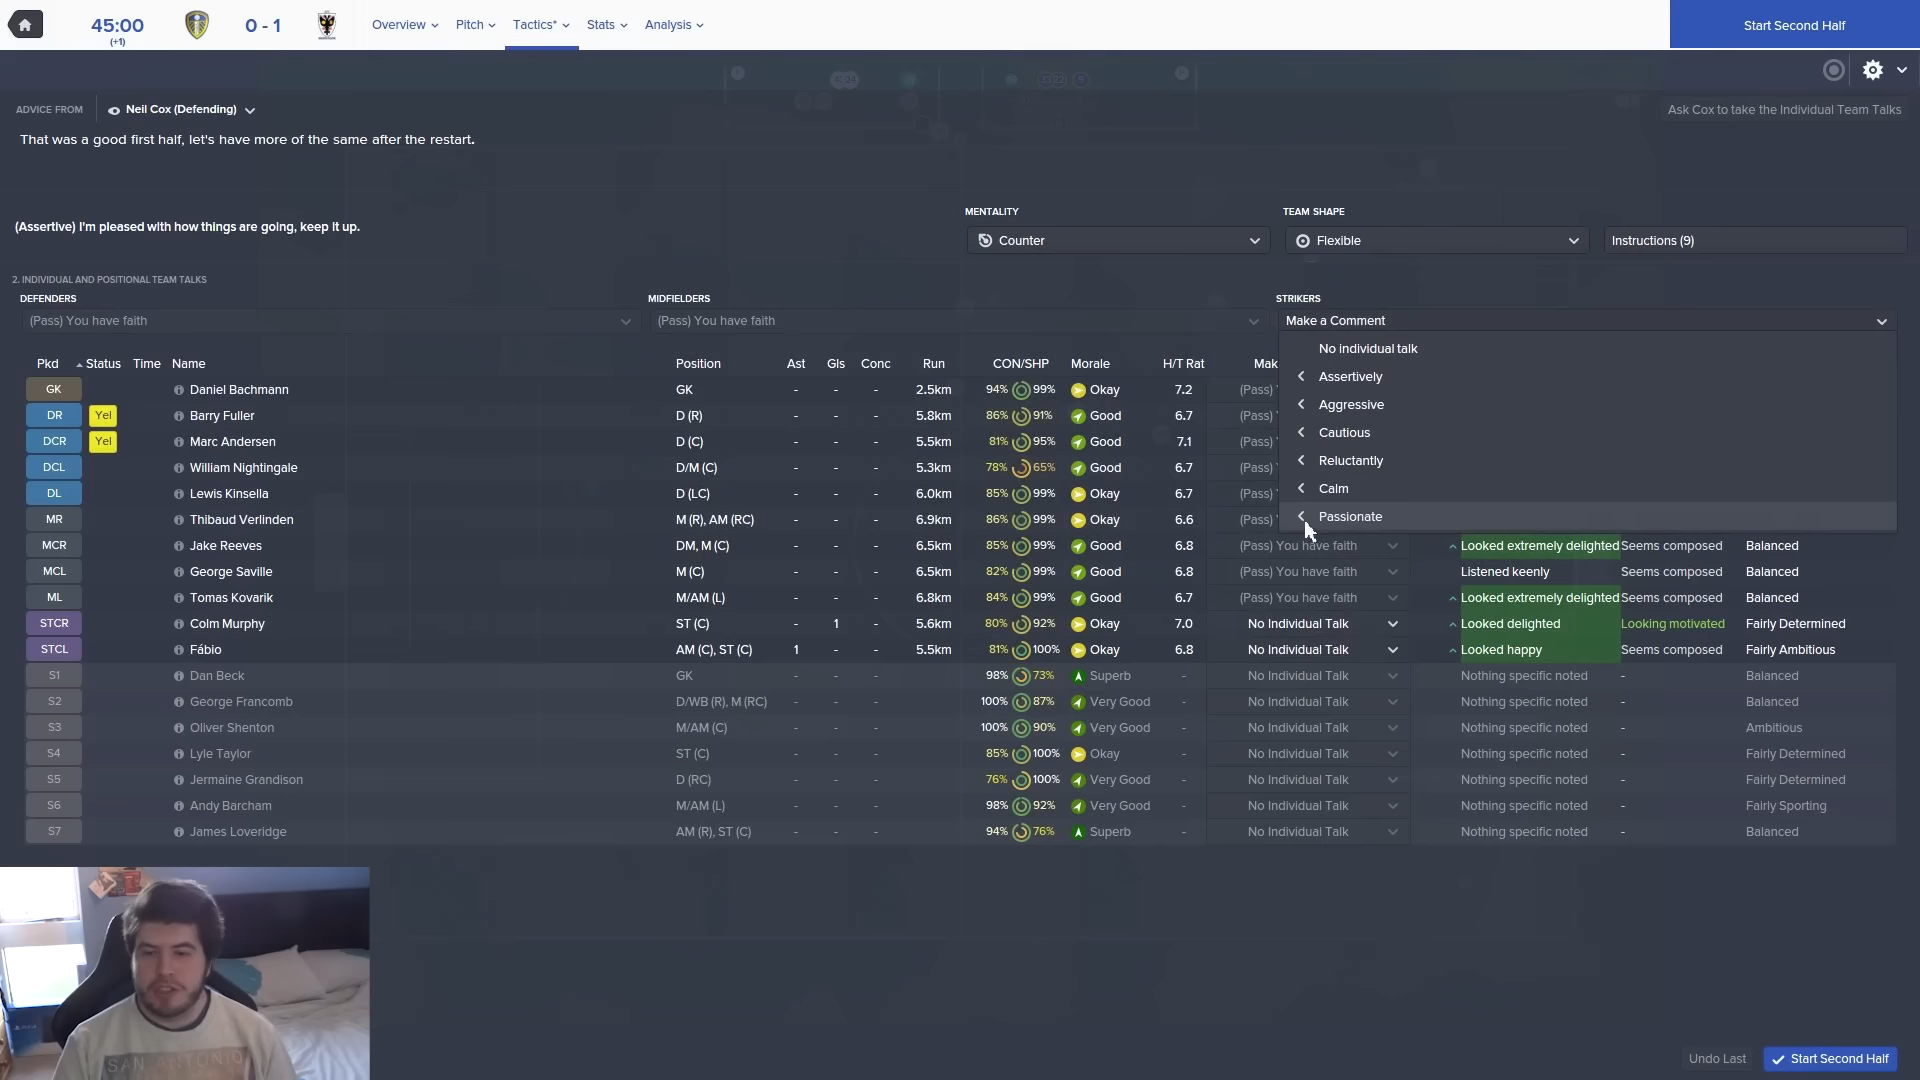 45:00
(+1)
0 - 1
Overview
Pitch
Tactics*
Stats
Analysis
Start Second Half
ADVICE FROM
Neil Cox (Defending)
Ask Cox to take the Individual Team Talks
That was a good first half, let's have more of the same after the restart.
(Assertive) I'm pleased with how things are going, keep it up.
MENTALITY
TEAM SHAPE
Counter
Flexible
Instructions (9)
2. INDIVIDUAL AND POSITIONAL TEAM TALKS
DEFENDERS
MIDFIELDERS
STRIKERS
(Pass) You have faith
(Pass) You have faith
Make a Comment
No individual talk
Assertively
Aggressive
Cautious
Reluctantly
Calm
Passionate
Pkd Status Time Name Position Ast Gls Conc Run CON/SHP Morale H/T Rat Mak
GK Daniel Bachmann GK - - - 2.5km 94% 99% Okay 7.2 (Pass)
DR Yel Barry Fuller D (R) - - - 5.8km 86% 91% Good 6.7 (Pass)
DCR Yel Marc Andersen D (C) - - - 5.5km 81% 95% Good 7.1 (Pass)
DCL William Nightingale D/M (C) - - - 5.3km 78% 65% Good 6.7 (Pass)
DL Lewis Kinsella D (LC) - - - 6.0km 85% 99% Okay 6.7 (Pass)
MR Thibaud Verlinden M (R), AM (RC) - - - 6.9km 86% 99% Okay 6.6 (Pass)
MCR Jake Reeves DM, M (C) - - - 6.5km 85% 99% Good 6.8 (Pass) You have faith Looked extremely delighted Seems composed Balanced
MCL George Saville M (C) - - - 6.5km 82% 99% Good 6.8 (Pass) You have faith Listened keenly Seems composed Balanced
ML Tomas Kovarik M/AM (L) - - - 6.8km 84% 99% Good 6.7 (Pass) You have faith Looked extremely delighted Seems composed Balanced
STCR Colm Murphy ST (C) - 1 - 5.6km 80% 92% Okay 7.0 No Individual Talk Looked delighted Looking motivated Fairly Determined
STCL Fábio AM (C), ST (C) 1 - - 5.5km 81% 100% Okay 6.8 No Individual Talk Looked happy Seems composed Fairly Ambitious
S1 Dan Beck GK 98% 73% Superb - No Individual Talk Nothing specific noted - Balanced
S2 George Francomb D/WB (R), M (RC) 100% 87% Very Good - No Individual Talk Nothing specific noted - Balanced
S3 Oliver Shenton M/AM (C) 100% 90% Very Good - No Individual Talk Nothing specific noted - Ambitious
S4 Lyle Taylor ST (C) 85% 100% Okay - No Individual Talk Nothing specific noted - Fairly Determined
S5 Jermaine Grandison D (RC) 76% 100% Very Good - No Individual Talk Nothing specific noted - Fairly Determined
S6 Andy Barcham M/AM (L) 98% 92% Very Good - No Individual Talk Nothing specific noted - Fairly Sporting
S7 James Loveridge AM (R), ST (C) 94% 76% Superb - No Individual Talk Nothing specific noted - Balanced
SAN ANTONIO
Undo Last
Start Second Half